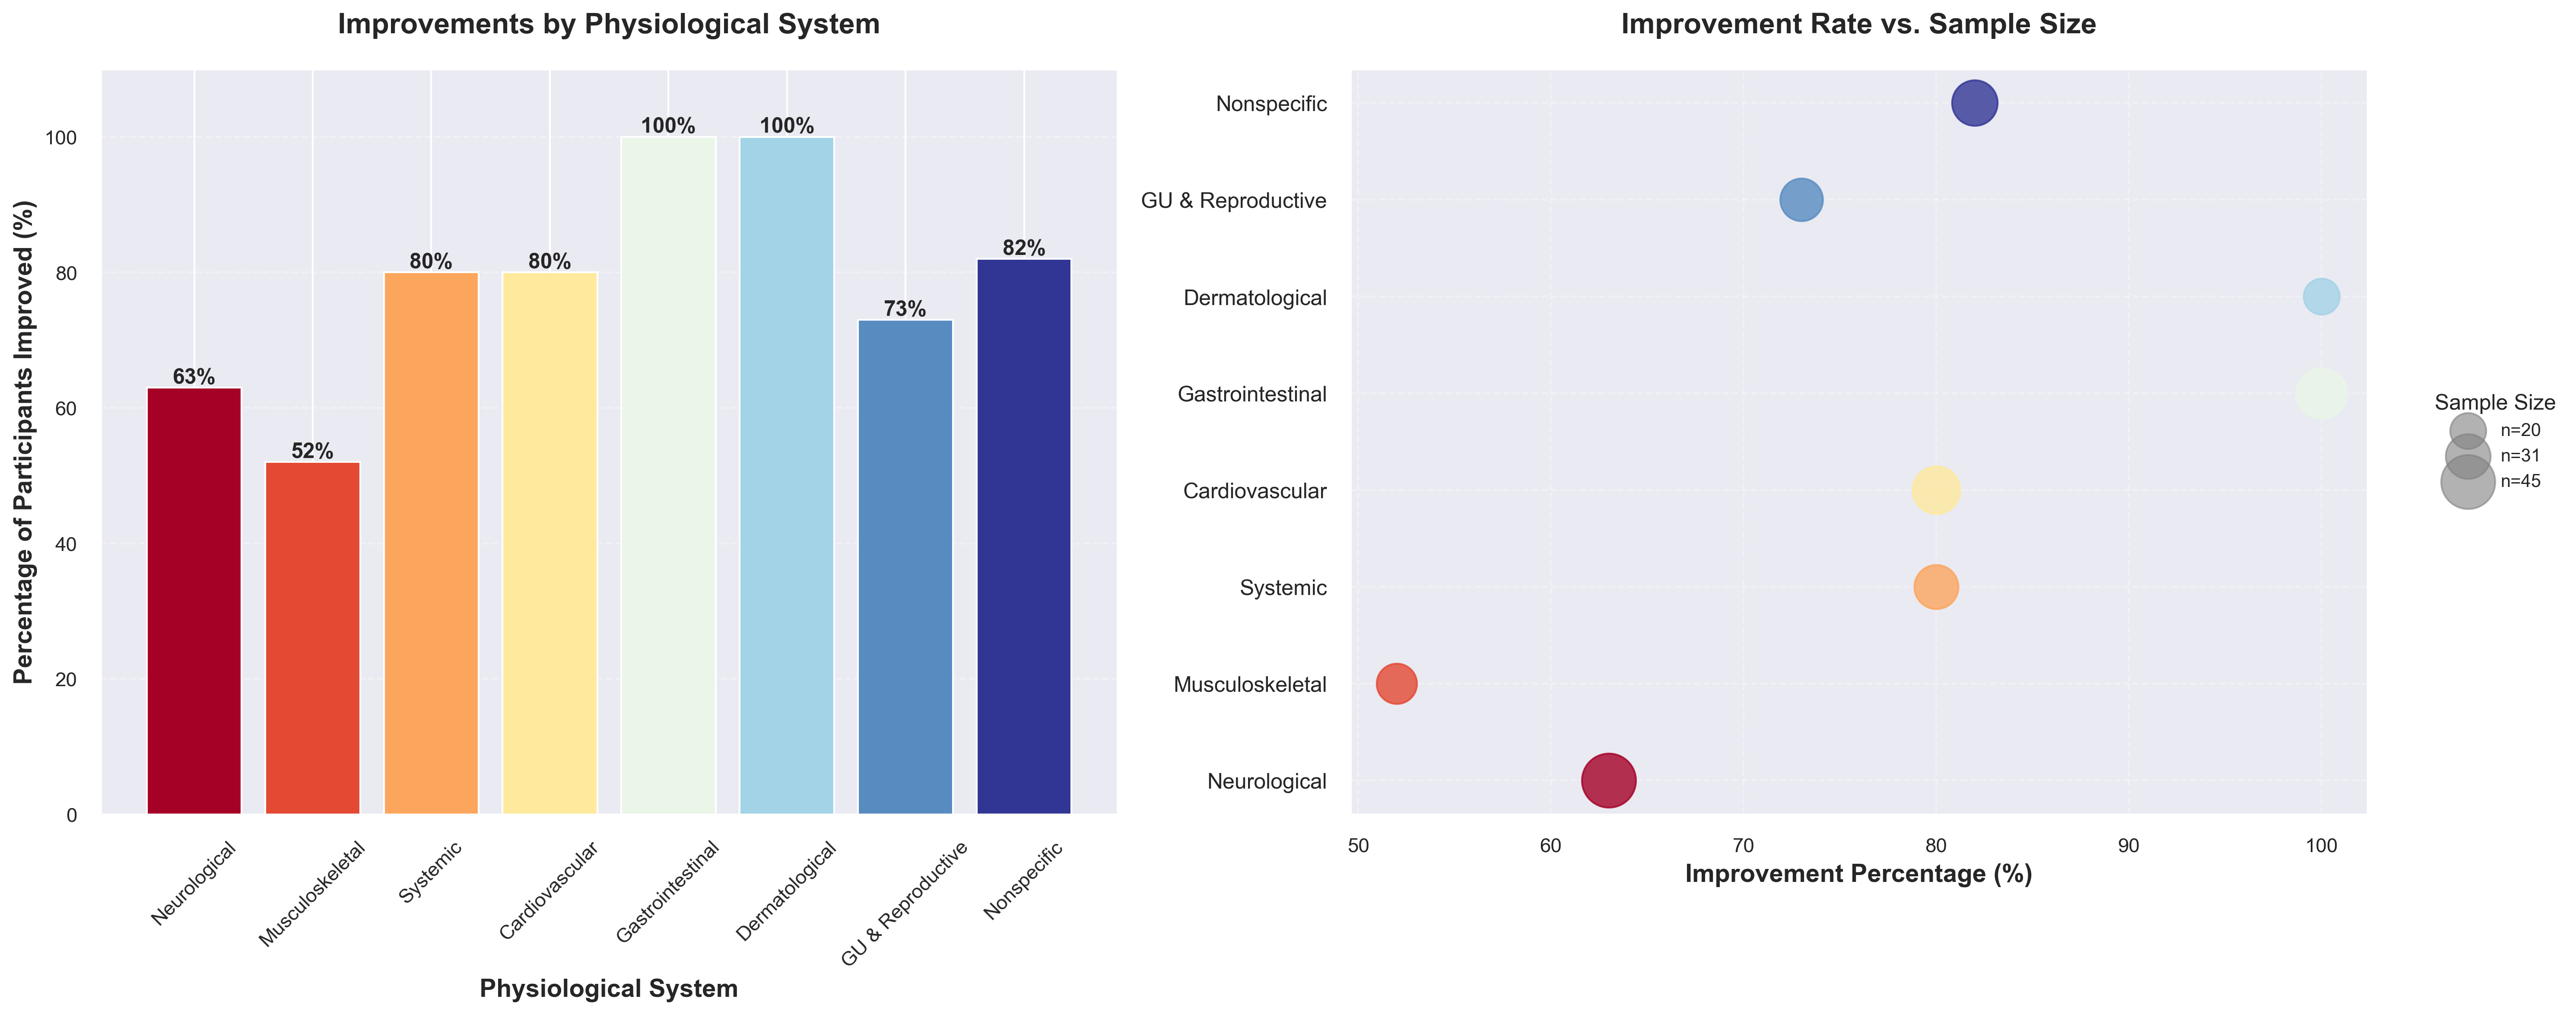 Improvements by Physiological System
Percentage of Participants Improved (%)
100
80
60
40
20
0
63%
52%
80%
80%
100%
100%
73%
82%
Neurological
Musculoskeletal
Systemic
Cardiovascular
Gastrointestinal
Dermatological
GU & Reproductive
Nonspecific
Physiological System
Improvement Rate vs. Sample Size
Nonspecific
GU & Reproductive
Dermatological
Gastrointestinal
Cardiovascular
Systemic
Musculoskeletal
Neurological
50
60
70
80
90
100
Improvement Percentage (%)
Sample Size
n=20
n=31
n=45